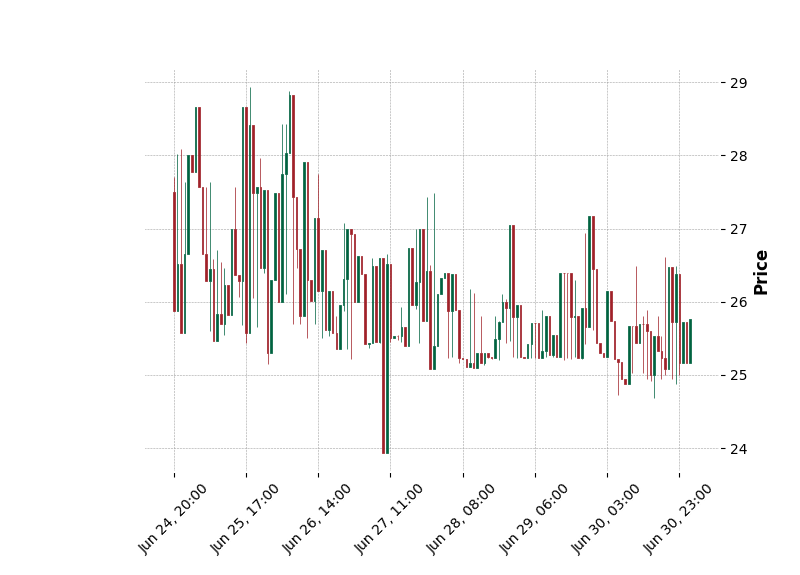 29
28
27
26
25
24
Price
Jun 24, 20:00
Jun 25, 17:00
Jun 26, 14:00
Jun 27, 11:00
Jun 28, 08:00
Jun 29, 06:00
Jun 30, 03:00
Jun 30, 23:00